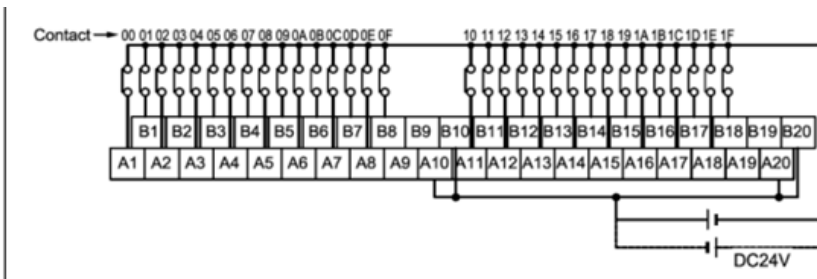 Contact 00 01 02 03 04 05 06 07 08 09 0A 0B 0C 0D 0E 0F 10 11 12 13 14 15 16 17 18 19 1A 1B 1C 1D 1E 1F
B1 B2 B3 B4 B5 B6 B7 B8 B9 B10 B11 B12 B13 B14 B15 B16 B17 B18 B19 B20
A1 A2 A3 A4 A5 A6 A7 A8 A9 A10 A11 A12 A13 A14 A15 A16 A17 A18 A19 A20
DC24V